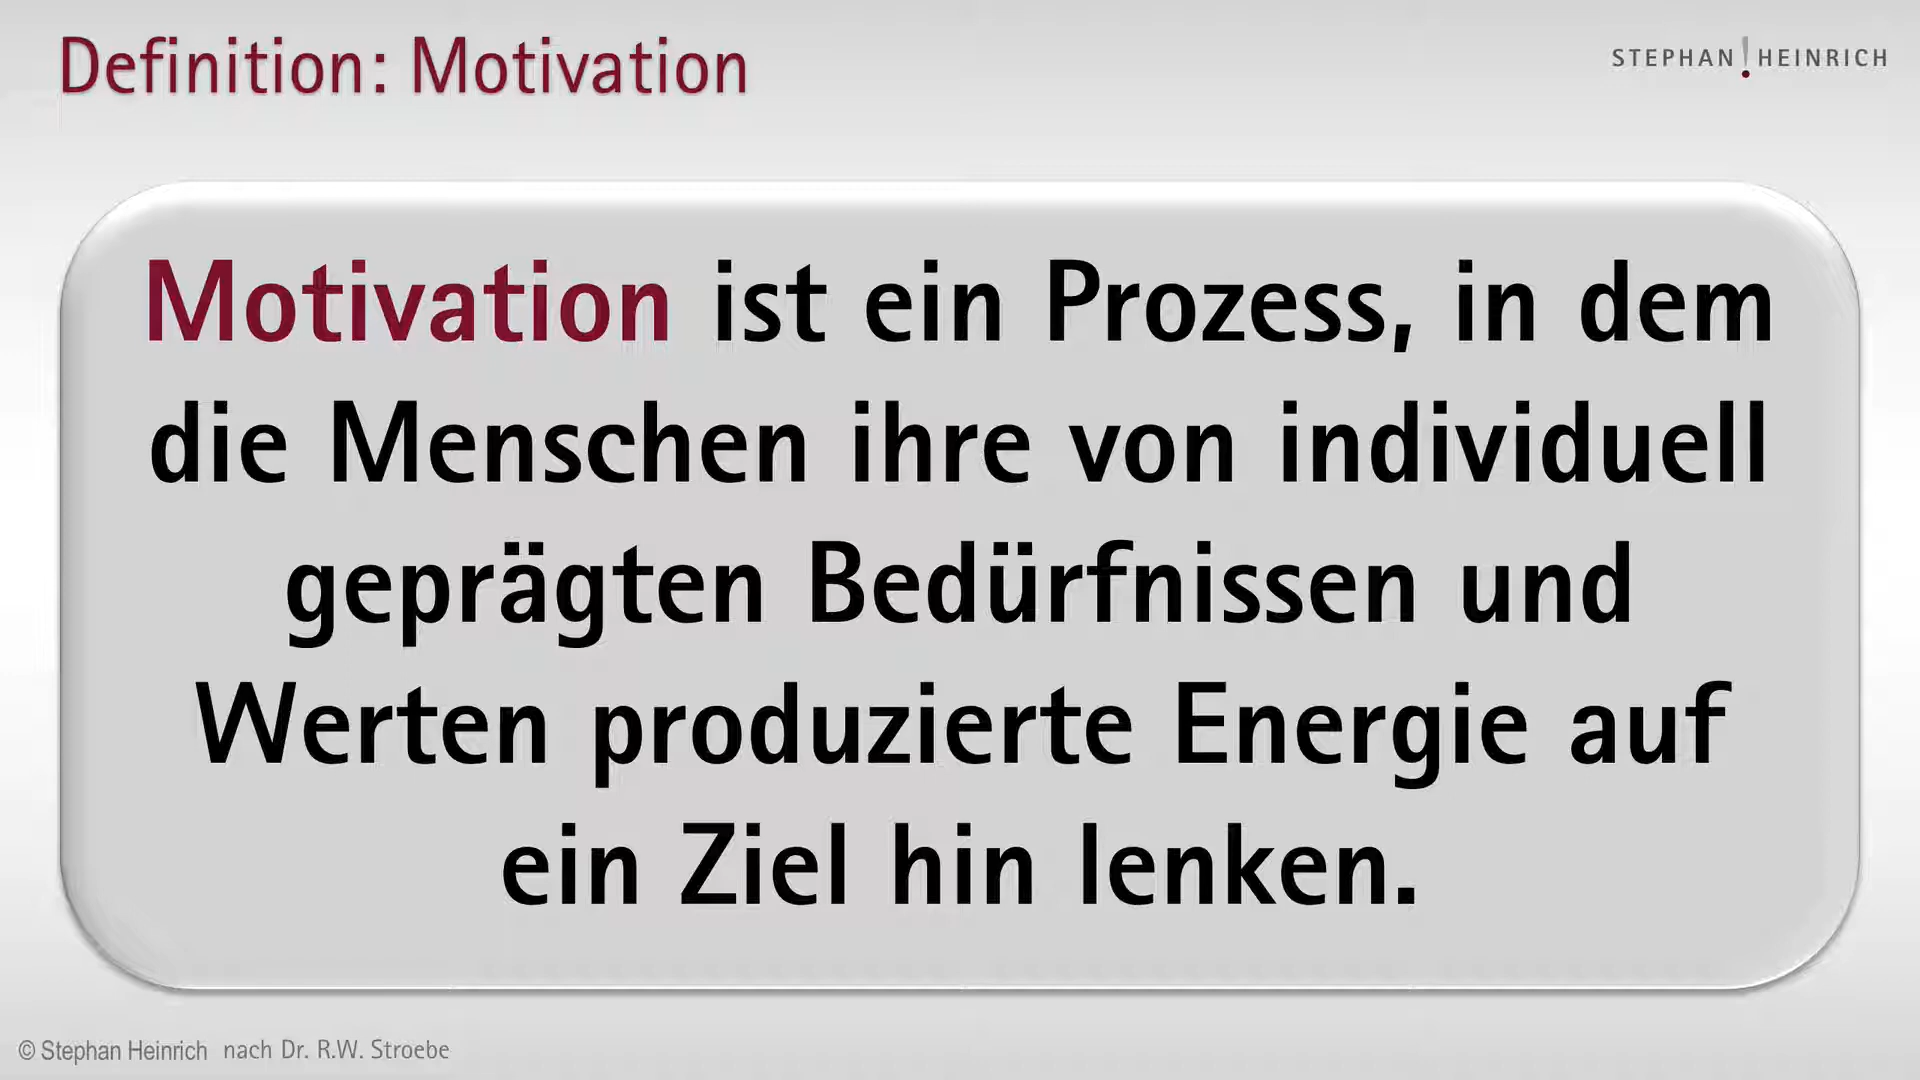 Definition: Motivation
STEPHAN!HEINRICH
Motivation ist ein Prozess, in dem
die Menschen ihre von individuell
geprägten Bedürfnissen und
Werten produzierte Energie auf
ein Ziel hin lenken.
© Stephan Heinrich nach Dr. R.W. Stroebe